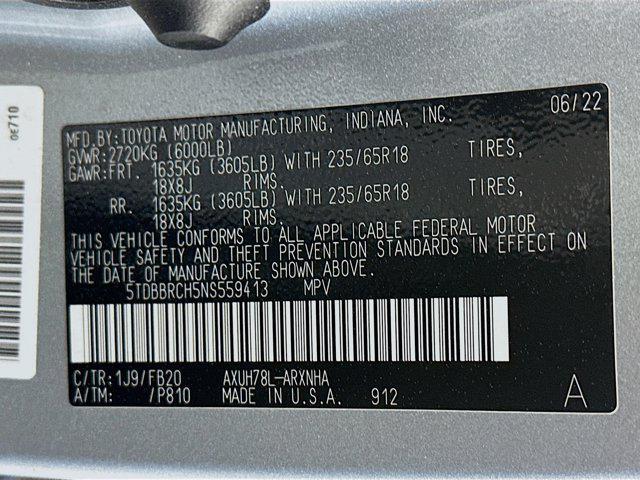 0E710
06/22
MFD.BY:TOYOTA MOTOR MANUFACTURING, INDIANA, INC.
GVWR:2720KG (6000LB)
GAWR:FRT. 1635KG (3605LB) WITH 235/65R18 TIRES,
18X8J RIMS.
RR. 1635KG (3605LB) WITH 235/65R18 TIRES,
18X8J RIMS.
THIS VEHICLE CONFORMS TO ALL APPLICABLE FEDERAL MOTOR
VEHICLE SAFETY AND THEFT PREVENTION STANDARDS IN EFFECT ON
THE DATE OF MANUFACTURE SHOWN ABOVE.
5TDBBRCH5NS559413 MPV
C/TR:1J9/FB20 AXUH78L-ARXNHA
A/TM: /P810 MADE IN U.S.A. 912 A